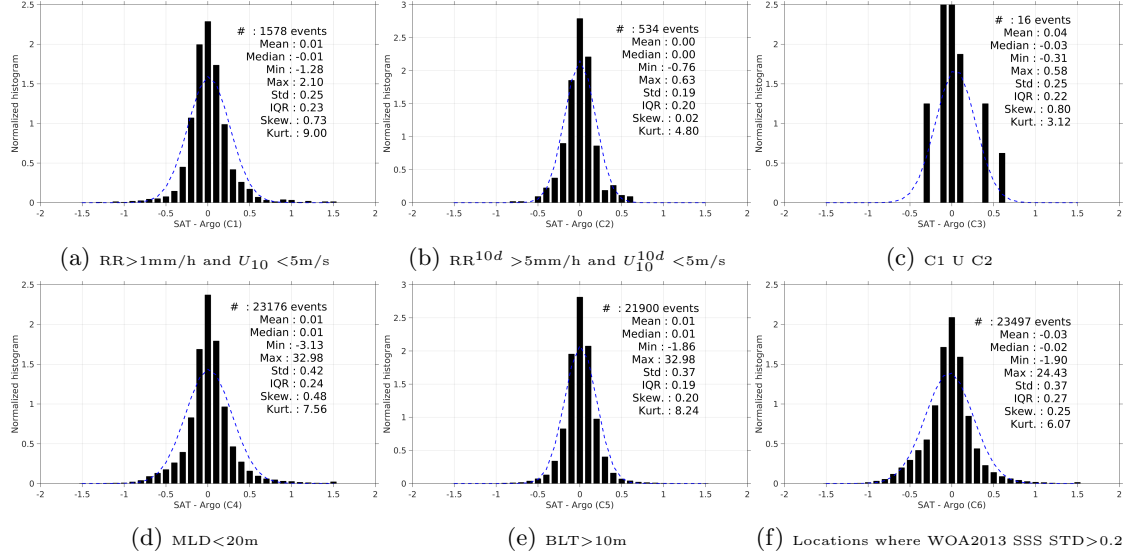 Normalized histogram
2.5
2
1.5
1
0.5
0
# : 1578 events
Mean : 0.01
Median : -0.01
Min : -1.28
Max : 2.10
Std : 0.25
IQR : 0.23
Skew. : 0.73
Kurt. : 9.00
-2 -1.5 -1 -0.5 0 0.5 1 1.5 2
SAT - Argo (C1)
(a) RR>1mm/h and U10 <5m/s
Normalized histogram
3
2.5
2
1.5
1
0.5
0
# : 534 events
Mean : 0.00
Median : 0.00
Min : -0.76
Max : 0.63
Std : 0.19
IQR : 0.20
Skew. : 0.02
Kurt. : 4.80
-2 -1.5 -1 -0.5 0 0.5 1 1.5 2
SAT - Argo (C2)
(b) RR10d >5mm/h and U10 10d <5m/s
Normalized histogram
2.5
2
1.5
1
0.5
0
# : 16 events
Mean : 0.04
Median : -0.03
Min : -0.31
Max : 0.58
Std : 0.25
IQR : 0.22
Skew. : 0.80
Kurt. : 3.12
-2 -1.5 -1 -0.5 0 0.5 1 1.5 2
SAT - Argo (C3)
(c) C1 U C2
Normalized histogram
2.5
2
1.5
1
0.5
0
# : 23176 events
Mean : 0.01
Median : 0.01
Min : -3.13
Max : 32.98
Std : 0.42
IQR : 0.24
Skew. : 0.48
Kurt. : 7.56
-2 -1.5 -1 -0.5 0 0.5 1 1.5 2
SAT - Argo (C4)
(d) MLD<20m
Normalized histogram
3
2.5
2
1.5
1
0.5
0
# : 21900 events
Mean : 0.01
Median : 0.01
Min : -1.86
Max : 32.98
Std : 0.37
IQR : 0.19
Skew. : 0.20
Kurt. : 8.24
-2 -1.5 -1 -0.5 0 0.5 1 1.5 2
SAT - Argo (C5)
(e) BLT>10m
Normalized histogram
2.5
2
1.5
1
0.5
0
# : 23497 events
Mean : -0.03
Median : -0.02
Min : -1.90
Max : 24.43
Std : 0.37
IQR : 0.27
Skew. : 0.25
Kurt. : 6.07
-2 -1.5 -1 -0.5 0 0.5 1 1.5 2
SAT - Argo (C6)
(f) Locations where WOA2013 SSS STD>0.2